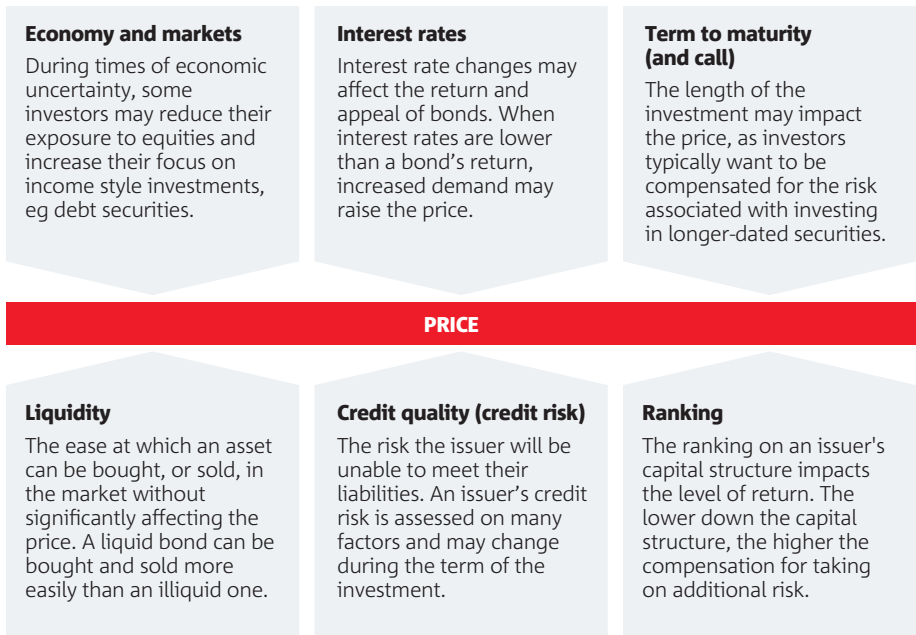 Economy and markets
During times of economic
uncertainty, some
investors may reduce their
exposure to equities and
increase their focus on
income style investments,
eg debt securities.
Interest rates
Interest rate changes may
affect the return and
appeal of bonds. When
interest rates are lower
than a bond’s return,
increased demand may
raise the price.
Term to maturity
(and call)
The length of the
investment may impact
the price, as investors
typically want to be
compensated for the risk
associated with investing
in longer-dated securities.
PRICE
Liquidity
The ease at which an asset
can be bought, or sold, in
the market without
significantly affecting the
price. A liquid bond can be
bought and sold more
easily than an illiquid one.
Credit quality (credit risk)
The risk the issuer will be
unable to meet their
liabilities. An issuer’s credit
risk is assessed on many
factors and may change
during the term of the
investment.
Ranking
The ranking on an issuer's
capital structure impacts
the level of return. The
lower down the capital
structure, the higher the
compensation for taking
on additional risk.